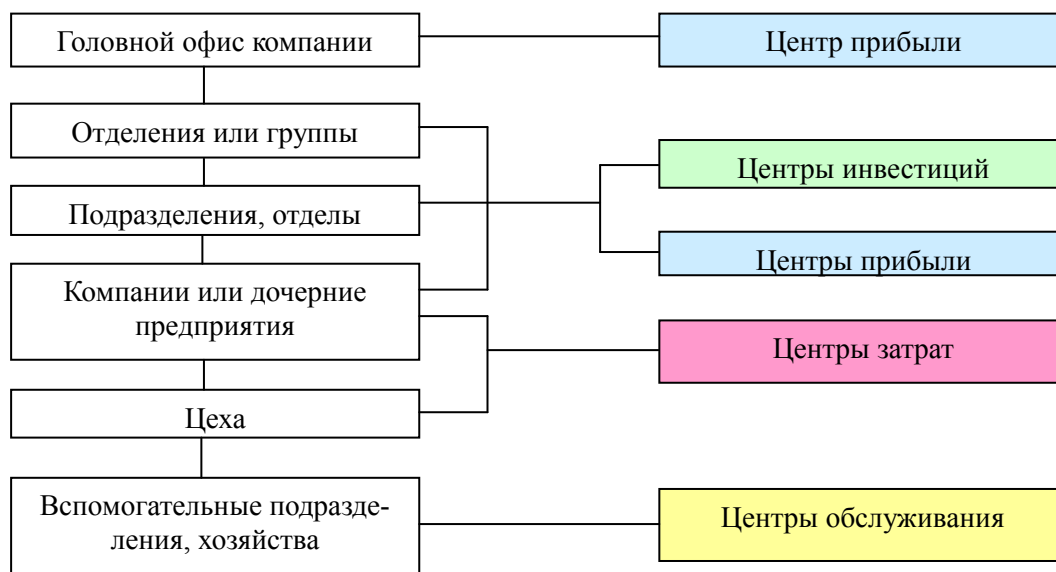 Головной офис компании
Центр прибыли
Отделения или группы
Центры инвестиций
Подразделения, отделы
Центры прибыли
Компании или дочерние
предприятия
Центры затрат
Цеха
Вспомогательные подразде-
ления, хозяйства
Центры обслуживания